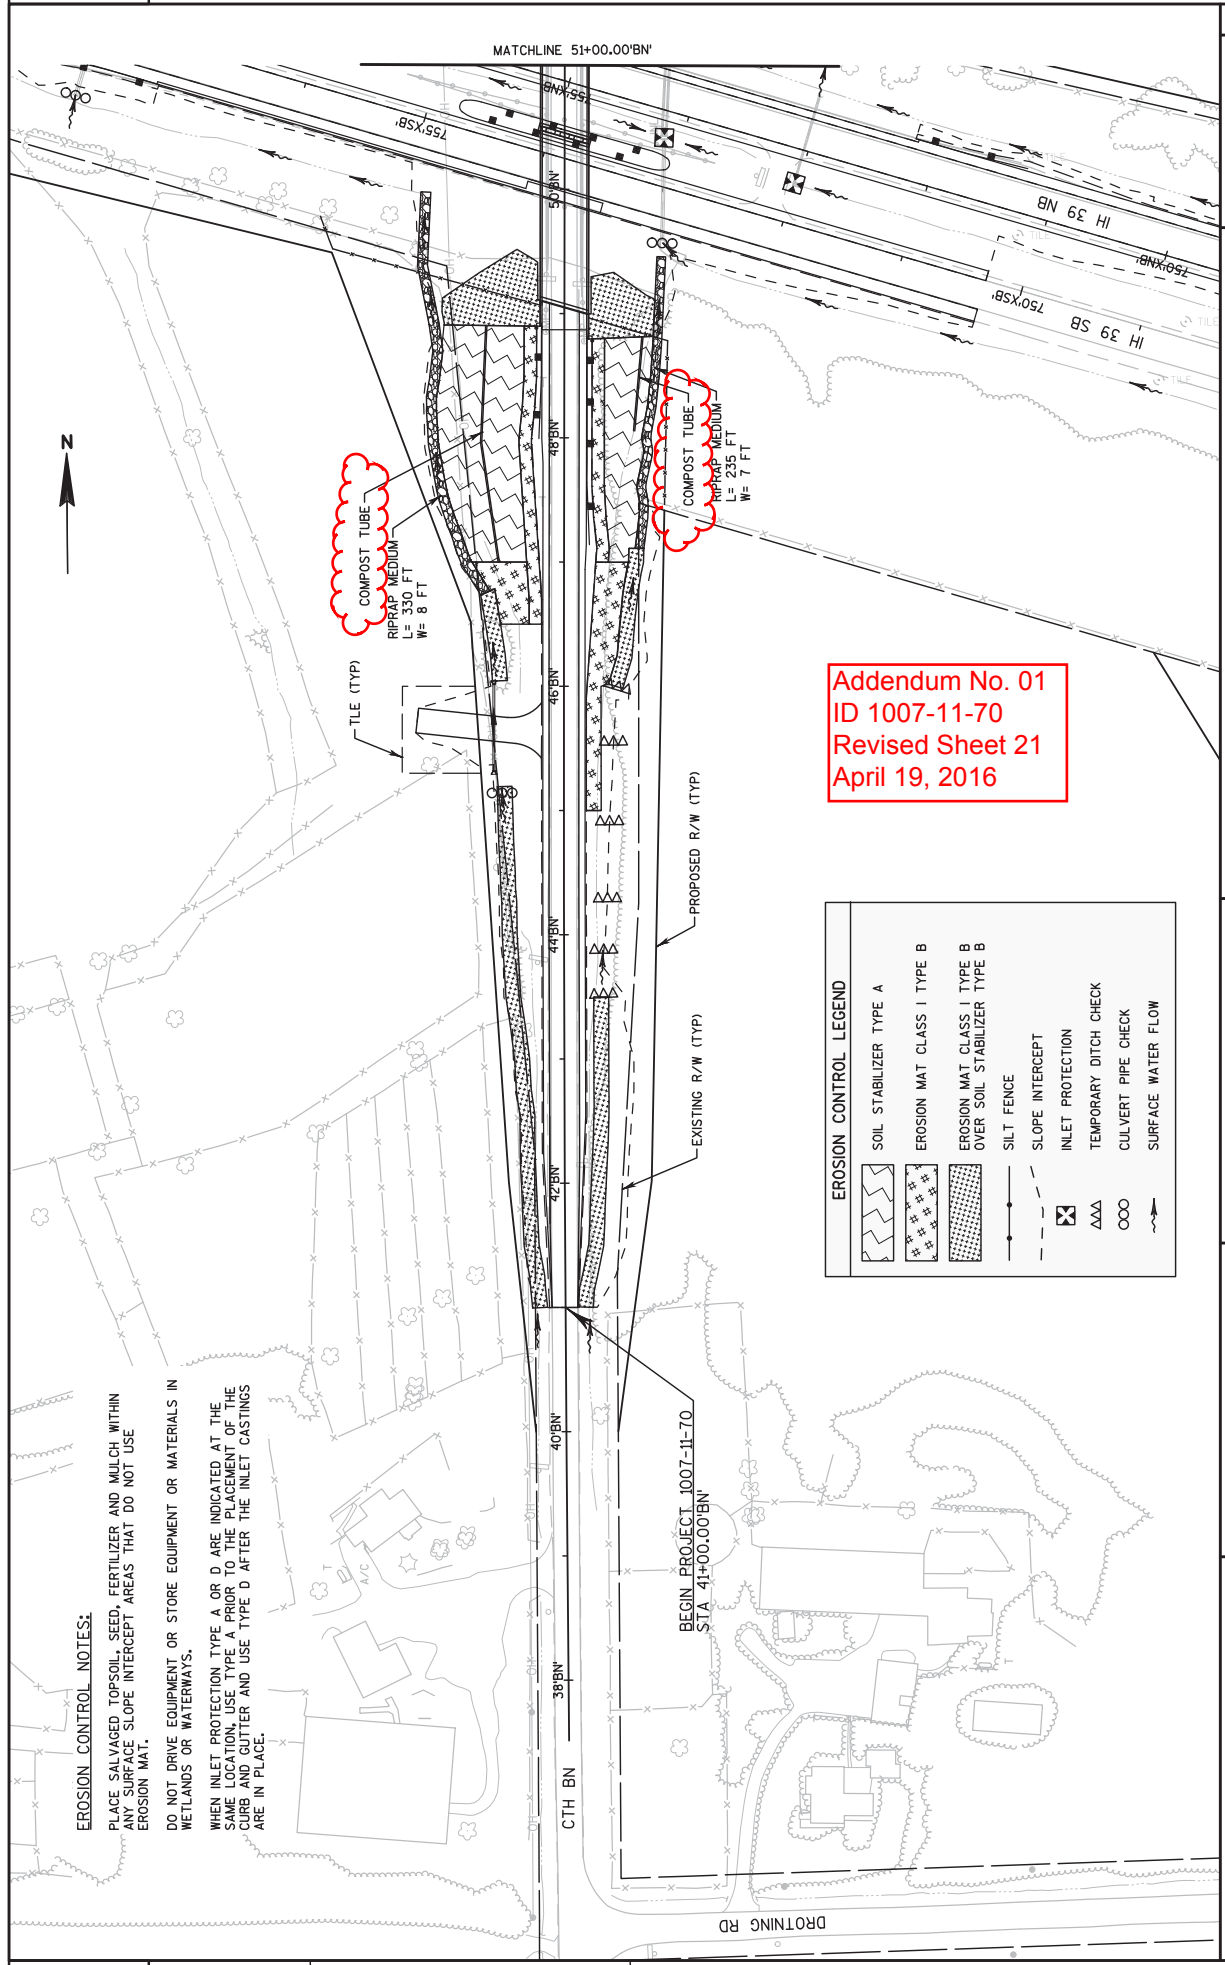 MATCHLINE 51+00.00'BN'
755'XSB'
755'XNB'
50'BN'
IH 39 NB
750'XNB'
750'XSB'
IH 39 SB
TILE
TILE
TILE
TILE
N
48'BN'
COMPOST TUBE
RIPRAP MEDIUM
L= 330 FT
W= 8 FT
COMPOST TUBE
RIPRAP MEDIUM
L= 235 FT
W= 7 FT
TLE (TYP)
46'BN'
Addendum No. 01
ID 1007-11-70
Revised Sheet 21
April 19, 2016
PROPOSED R/W (TYP)
44'BN'
EXISTING R/W (TYP)
42'BN'
EROSION CONTROL LEGEND
SOIL STABILIZER TYPE A
EROSION MAT CLASS I TYPE B
EROSION MAT CLASS I TYPE B
OVER SOIL STABILIZER TYPE B
SILT FENCE
SLOPE INTERCEPT
INLET PROTECTION
TEMPORARY DITCH CHECK
CULVERT PIPE CHECK
SURFACE WATER FLOW
40'BN'
BEGIN PROJECT 1007-11-70
STA 41+00.00'BN'
EROSION CONTROL NOTES:
PLACE SALVAGED TOPSOIL, SEED, FERTILIZER AND MULCH WITHIN
ANY SURFACE SLOPE INTERCEPT AREAS THAT DO NOT USE
EROSION MAT.
DO NOT DRIVE EQUIPMENT OR STORE EQUIPMENT OR MATERIALS IN
WETLANDS OR WATERWAYS.
WHEN INLET PROTECTION TYPE A OR D ARE INDICATED AT THE
SAME LOCATION, USE TYPE A PRIOR TO THE PLACEMENT OF THE
CURB AND GUTTER AND USE TYPE D AFTER THE INLET CASTINGS
ARE IN PLACE.
A/C
38'BN'
CTH BN
DROTNING RD